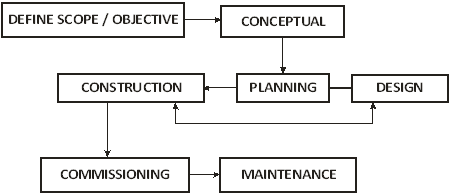 DEFINE SCOPE / OBJECTIVE
CONCEPTUAL
CONSTRUCTION
PLANNING
DESIGN
COMMISSIONING
MAINTENANCE